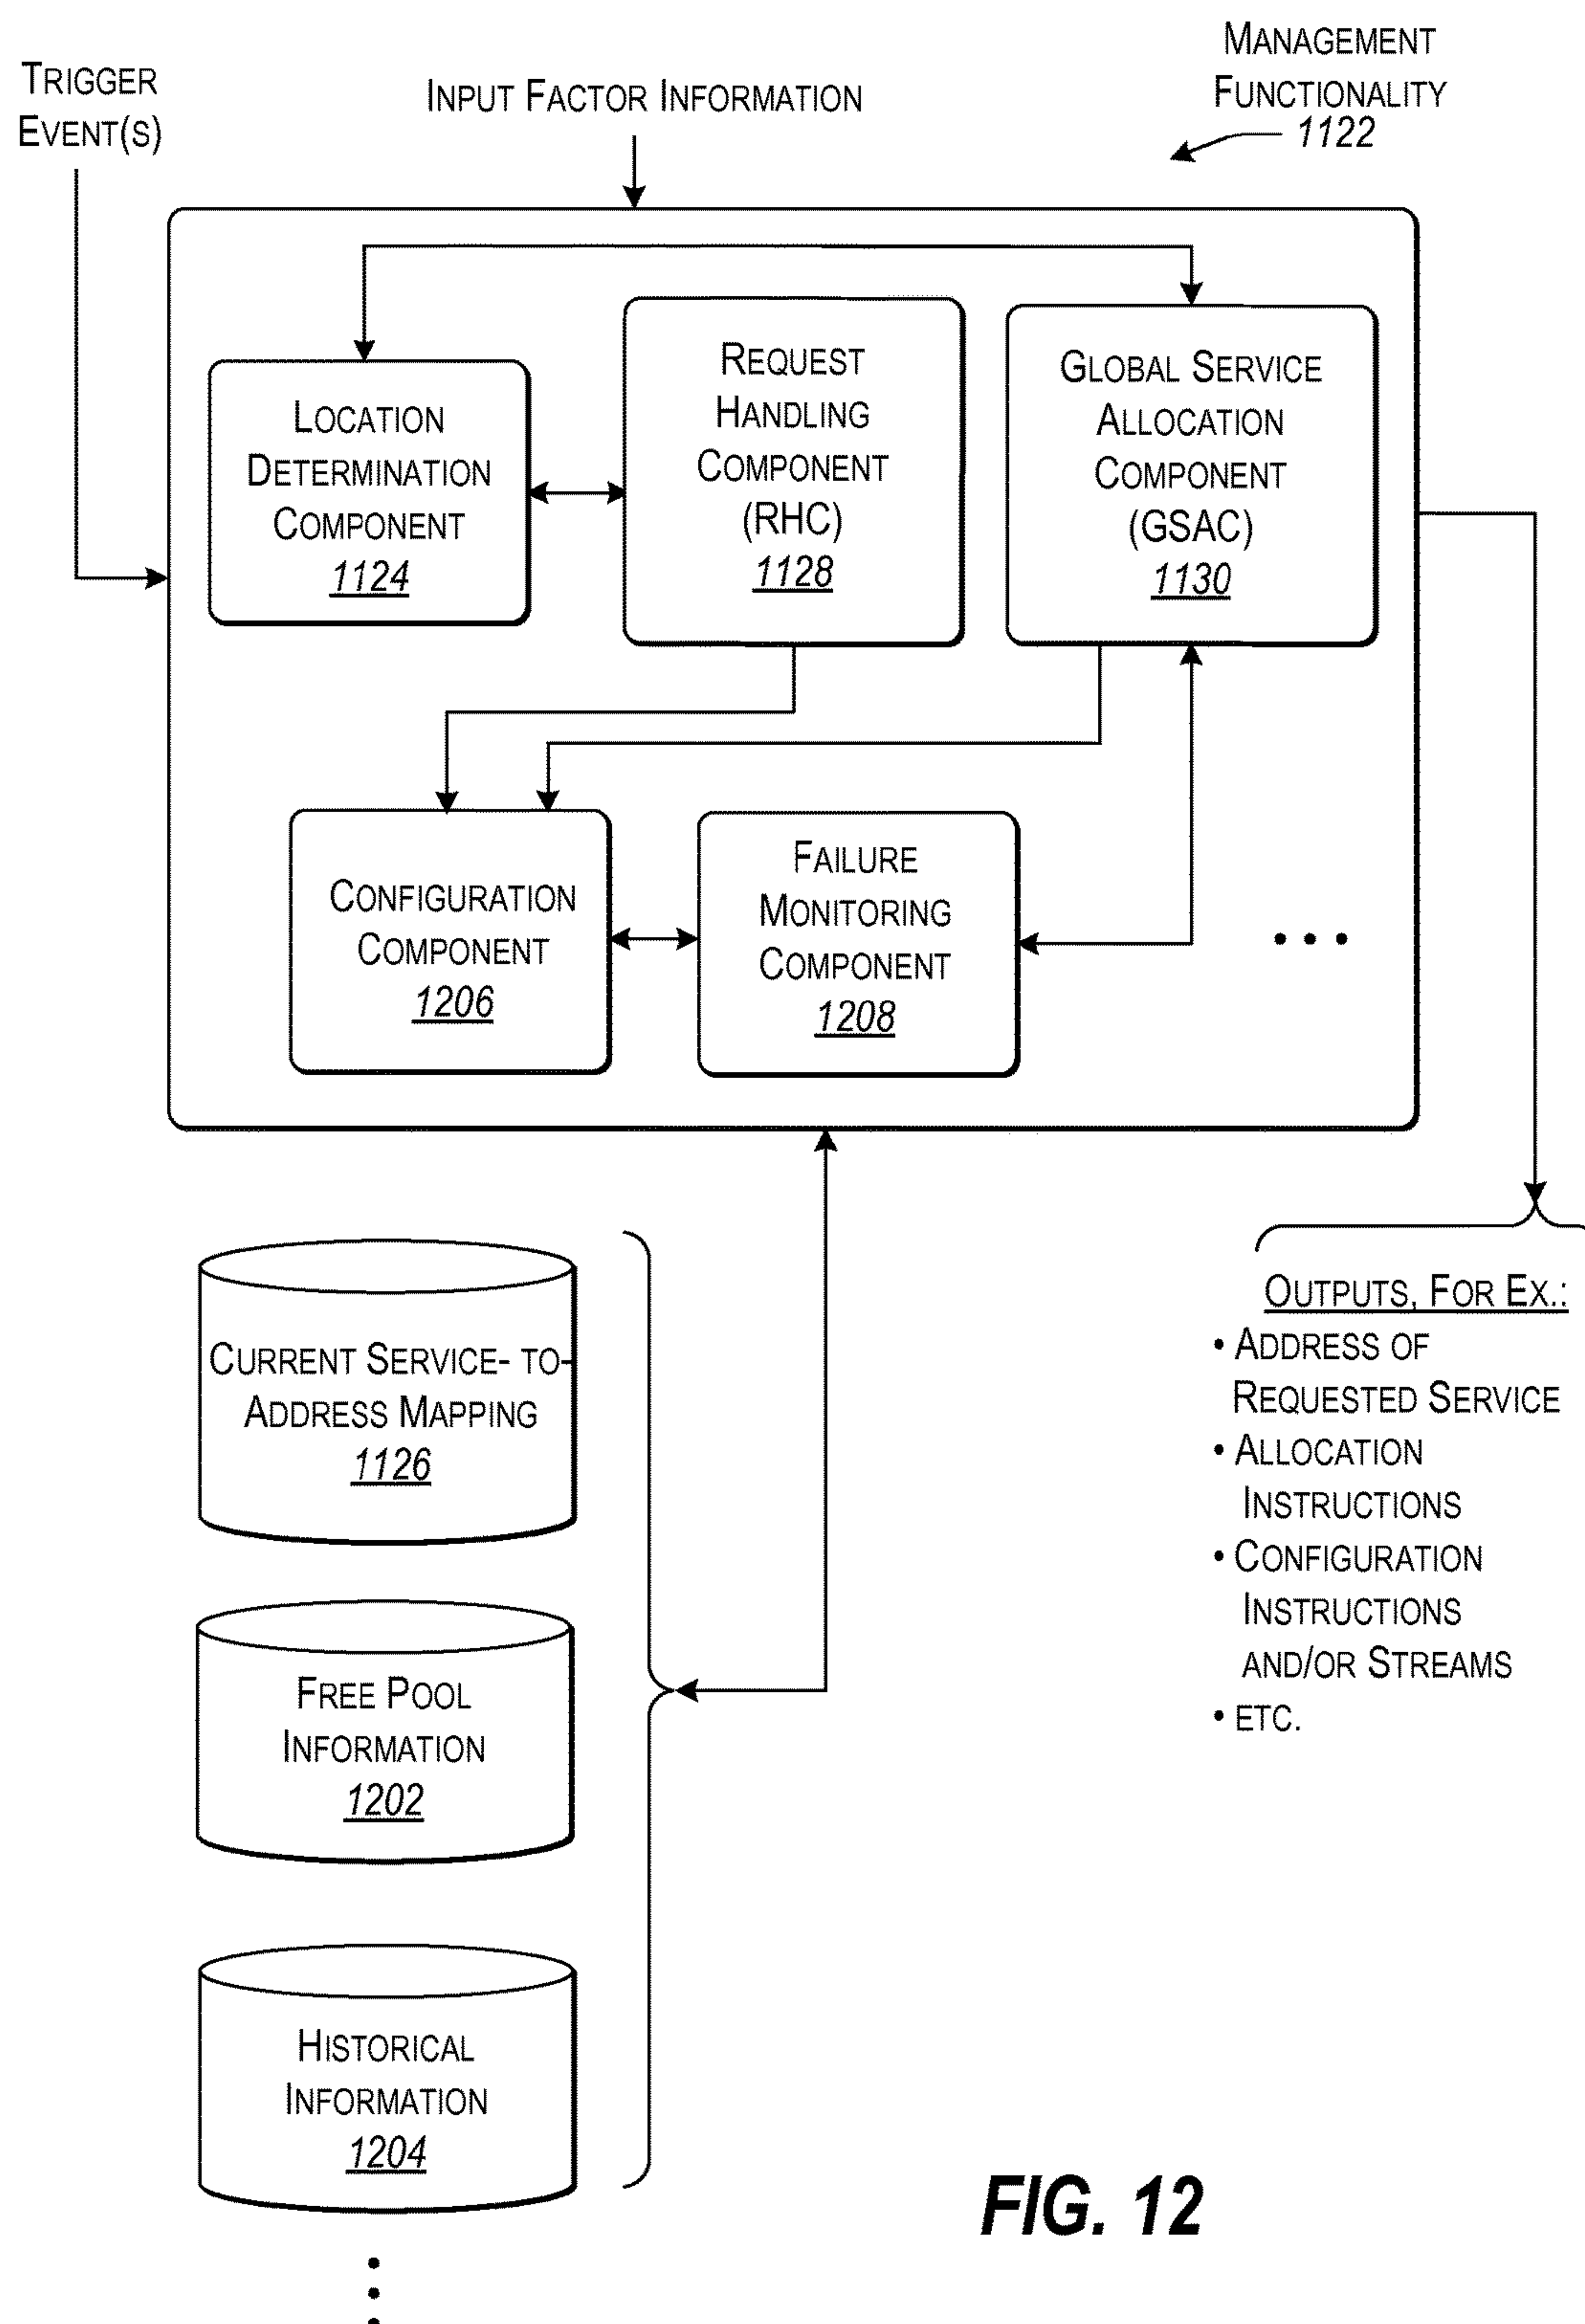 TRIGGER
EVENT(S)
INPUT FACTOR INFORMATION
MANAGEMENT
FUNCTIONALITY
1122
LOCATION
DETERMINATION
COMPONENT
1124
REQUEST
HANDLING
COMPONENT
(RHC)
1128
GLOBAL SERVICE
ALLOCATION
COMPONENT
(GSAC)
1130
CONFIGURATION
COMPONENT
1206
FAILURE
MONITORING
COMPONENT
1208
• • •
CURRENT SERVICE- TO-
ADDRESS MAPPING
1126
FREE POOL
INFORMATION
1202
HISTORICAL
INFORMATION
1204
OUTPUTS, FOR EX.:
• ADDRESS OF
REQUESTED SERVICE
• ALLOCATION
INSTRUCTIONS
• CONFIGURATION
INSTRUCTIONS
AND/OR STREAMS
• ETC.
FIG. 12